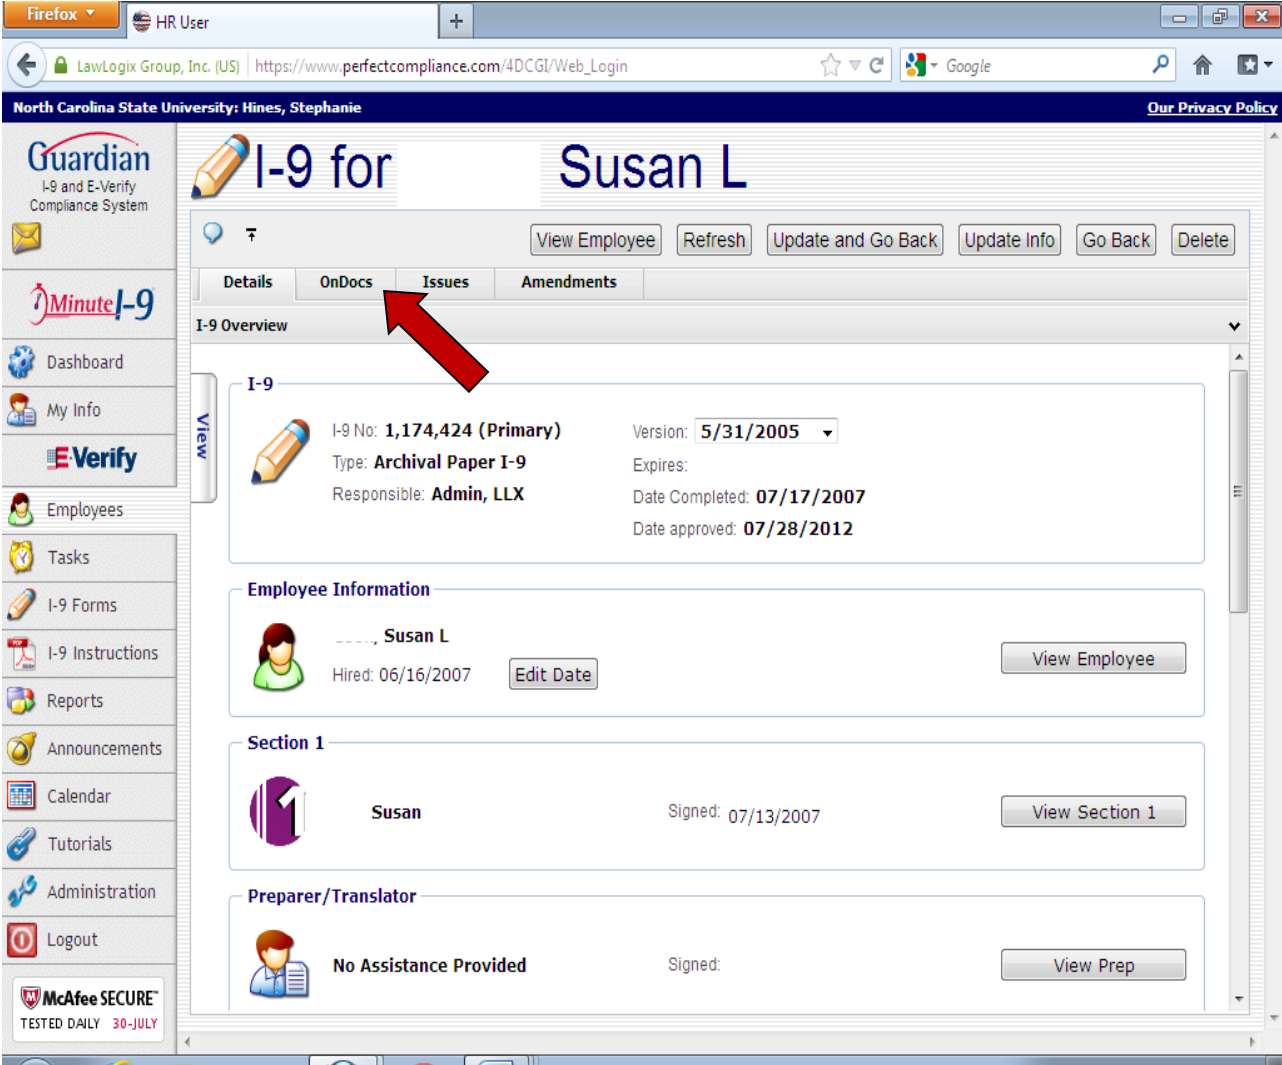 Firefox
HR User
+
LawLogix Group, Inc. (US) https://www.perfectcompliance.com/4DCGI/Web_Login
Google
North Carolina State University: Hines, Stephanie
Our Privacy Policy
Guardian
I-9 and E-Verify
Compliance System
I-9 for Susan L
View Employee Refresh Update and Go Back Update Info Go Back Delete
Details OnDocs Issues Amendments
I-9 Overview
7 Minute I-9
Dashboard
My Info
E-Verify
Employees
Tasks
I-9 Forms
PDF
I-9 Instructions
Reports
Announcements
Calendar
Tutorials
Administration
Logout
McAfee SECURE™
TESTED DAILY 30-JULY
View
I-9
I-9 No: 1,174,424 (Primary)
Version: 5/31/2005
Type: Archival Paper I-9
Expires:
Responsible: Admin, LLX
Date Completed: 07/17/2007
Date approved: 07/28/2012
Employee Information
, Susan L
Hired: 06/16/2007 Edit Date
View Employee
Section 1
1
Susan
Signed: 07/13/2007
View Section 1
Preparer/Translator
No Assistance Provided
Signed:
View Prep